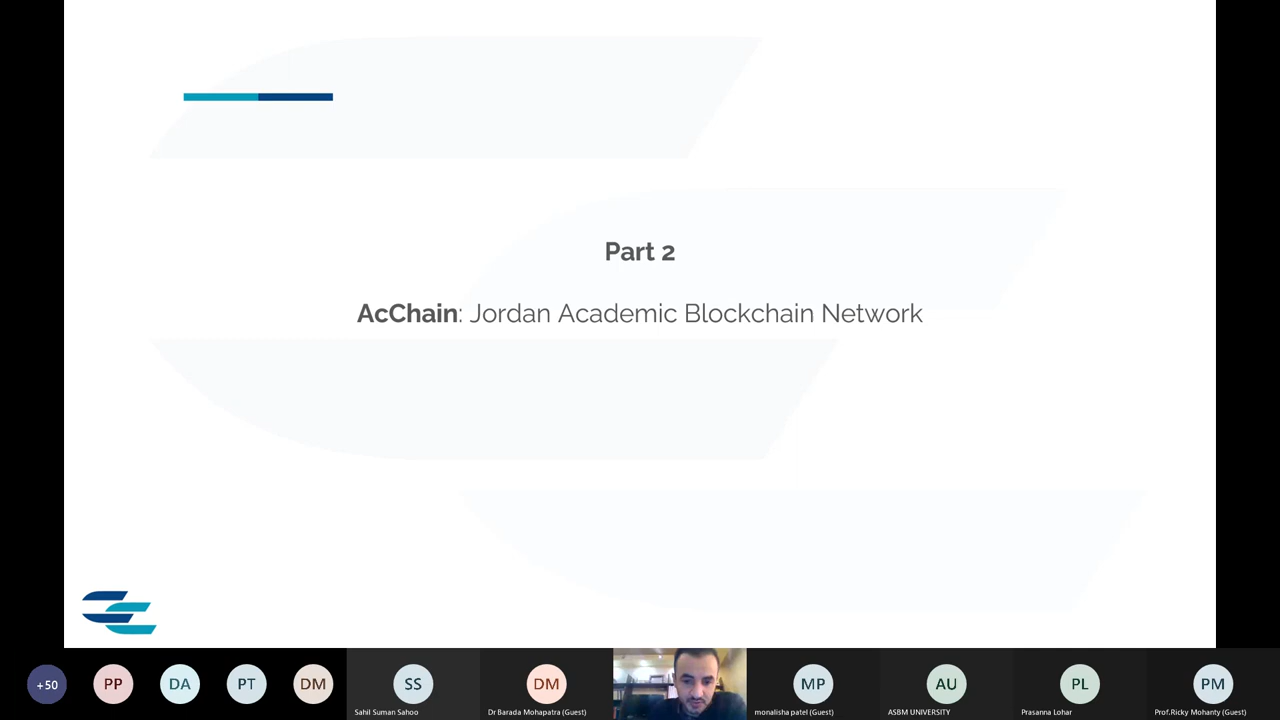 Part 2
AcChain: Jordan Academic Blockchain Network
+50
PP
DA
PT
DM
SS
DM
MP
AU
PL
PM
Sahil Suman Sahoo
Dr Barada Mohapatra (Guest)
monalisha patel (Guest)
ASBM UNIVERSITY
Prasanna Lohar
Prof.Ricky Mohanty (Guest)